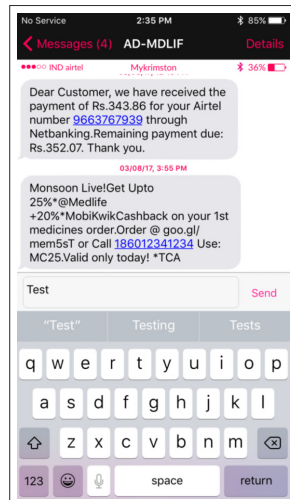 No Service 2:35 PM 85%
Messages (4) AD-MDLIF Details
IND airtel Mykrimston 36%
Dear Customer, we have received the
payment of Rs.343.86 for your Airtel
number 9663767939 through
Netbanking.Remaining payment due:
Rs.352.07. Thank you.
03/08/17, 3:55 PM
Monsoon Live!Get Upto
25%*@Medlife
+20%*MobiKwikCashback on your 1st
medicines order.Order @ goo.gl/
mem5sT or Call 186012341234 Use:
MC25.Valid only today! *TCA
Test Send
"Test" Testing Tests
q w e r t y u i o p
a s d f g h j k l
z x c v b n m
123 space return